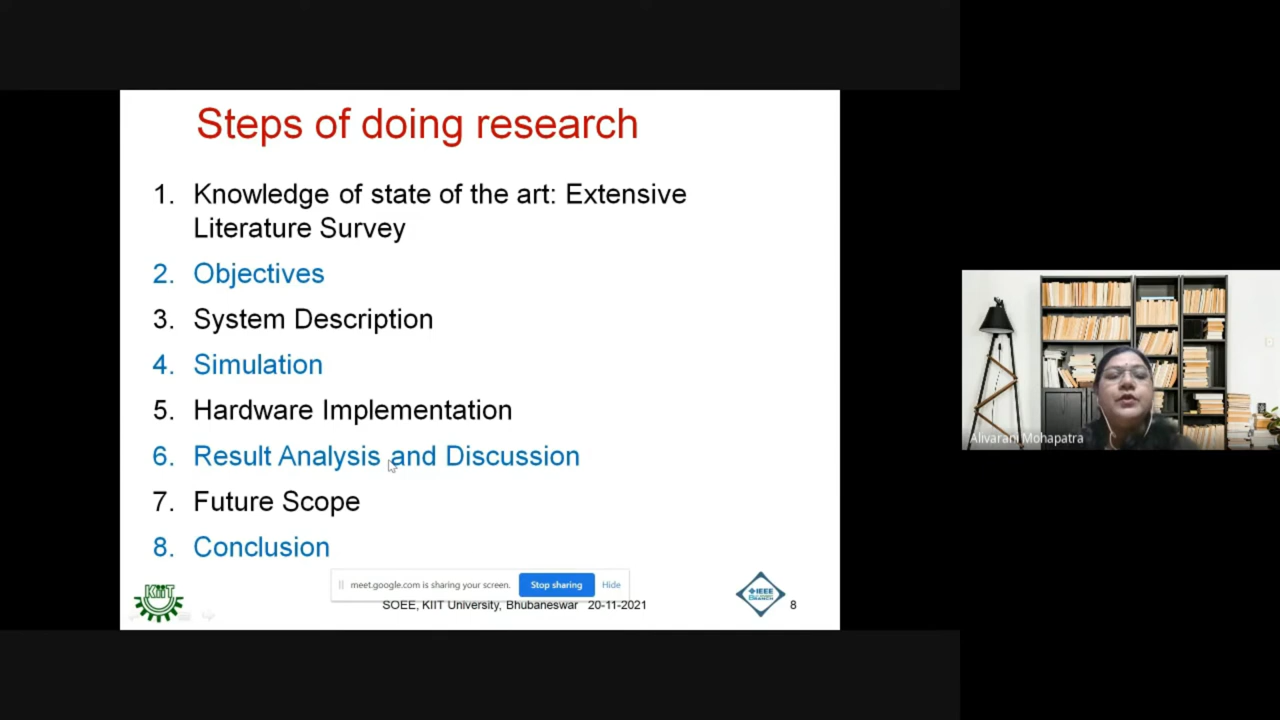 Steps of doing research
1. Knowledge of state of the art: Extensive
Literature Survey
2. Objectives
3. System Description
4. Simulation
5. Hardware Implementation
6. Result Analysis and Discussion
7. Future Scope
8. Conclusion
meet.google.com is sharing your screen. Stop sharing Hide
SOEE, KIIT University, Bhubaneswar 20-11-2021
8
KIIT
IEEE
Alivarani Mohapatra